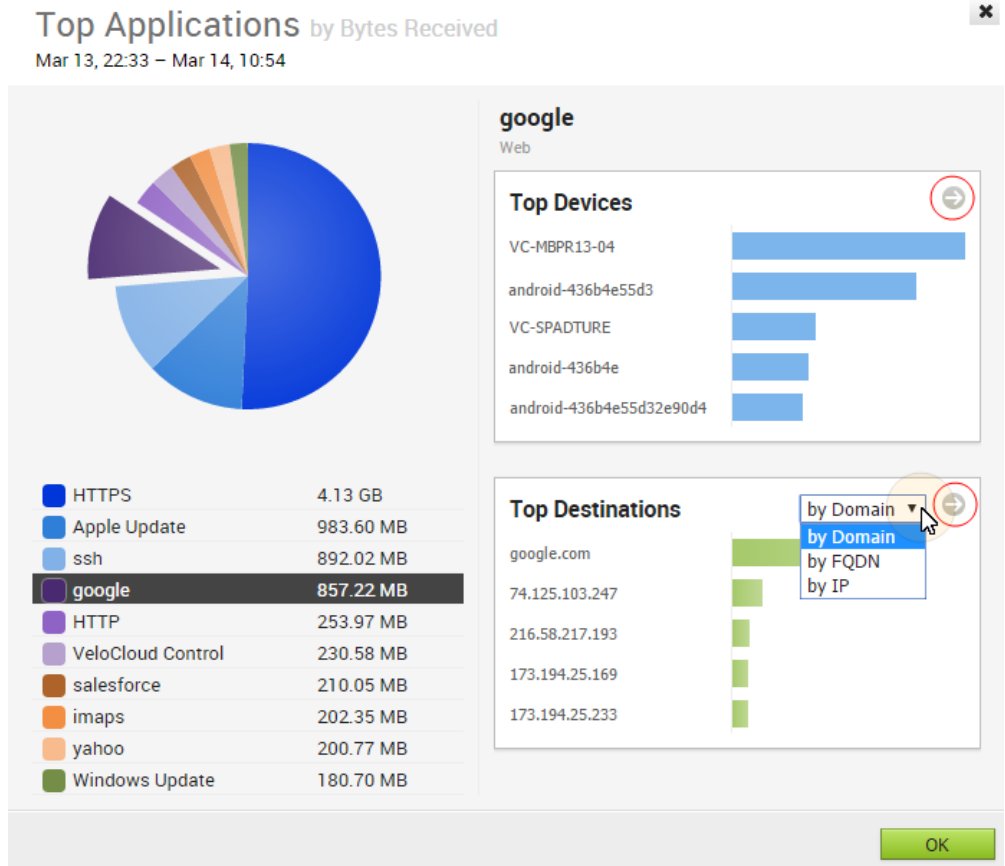 Top Applications by Bytes Received
Mar 13, 22:33 – Mar 14, 10:54
HTTPS 4.13 GB
Apple Update 983.60 MB
ssh 892.02 MB
google 857.22 MB
HTTP 253.97 MB
VeloCloud Control 230.58 MB
salesforce 210.05 MB
imaps 202.35 MB
yahoo 200.77 MB
Windows Update 180.70 MB
google
Web
Top Devices
VC-MBPR13-04
android-436b4e55d3
VC-SPADTURE
android-436b4e
android-436b4e55d32e90d4
Top Destinations
by Domain
by Domain
by FQDN
by IP
google.com
74.125.103.247
216.58.217.193
173.194.25.169
173.194.25.233
OK